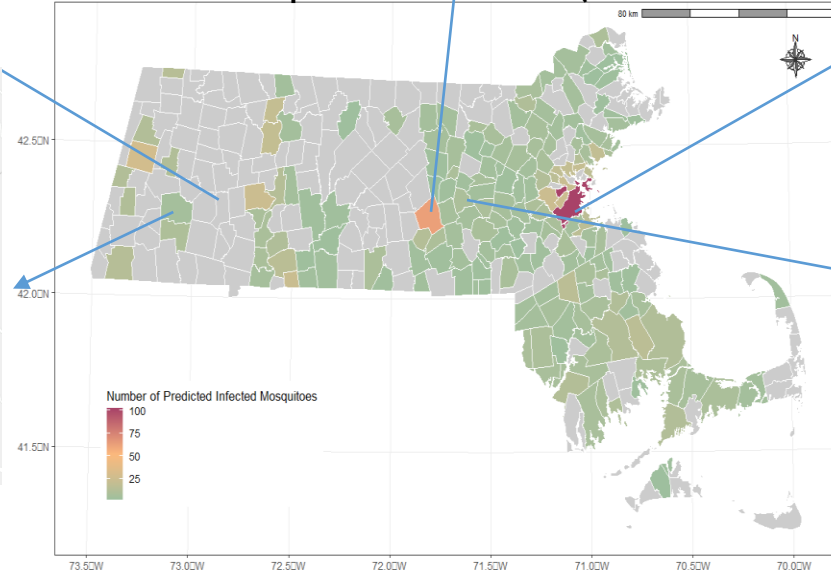 80 km
N
42.5▯N
42.0▯N
41.5▯N
Number of Predicted Infected Mosquitoes
100
75
50
25
73.5▯W
73.0▯W
72.5▯W
72.0▯W
71.5▯W
71.0▯W
70.5▯W
70.0▯W